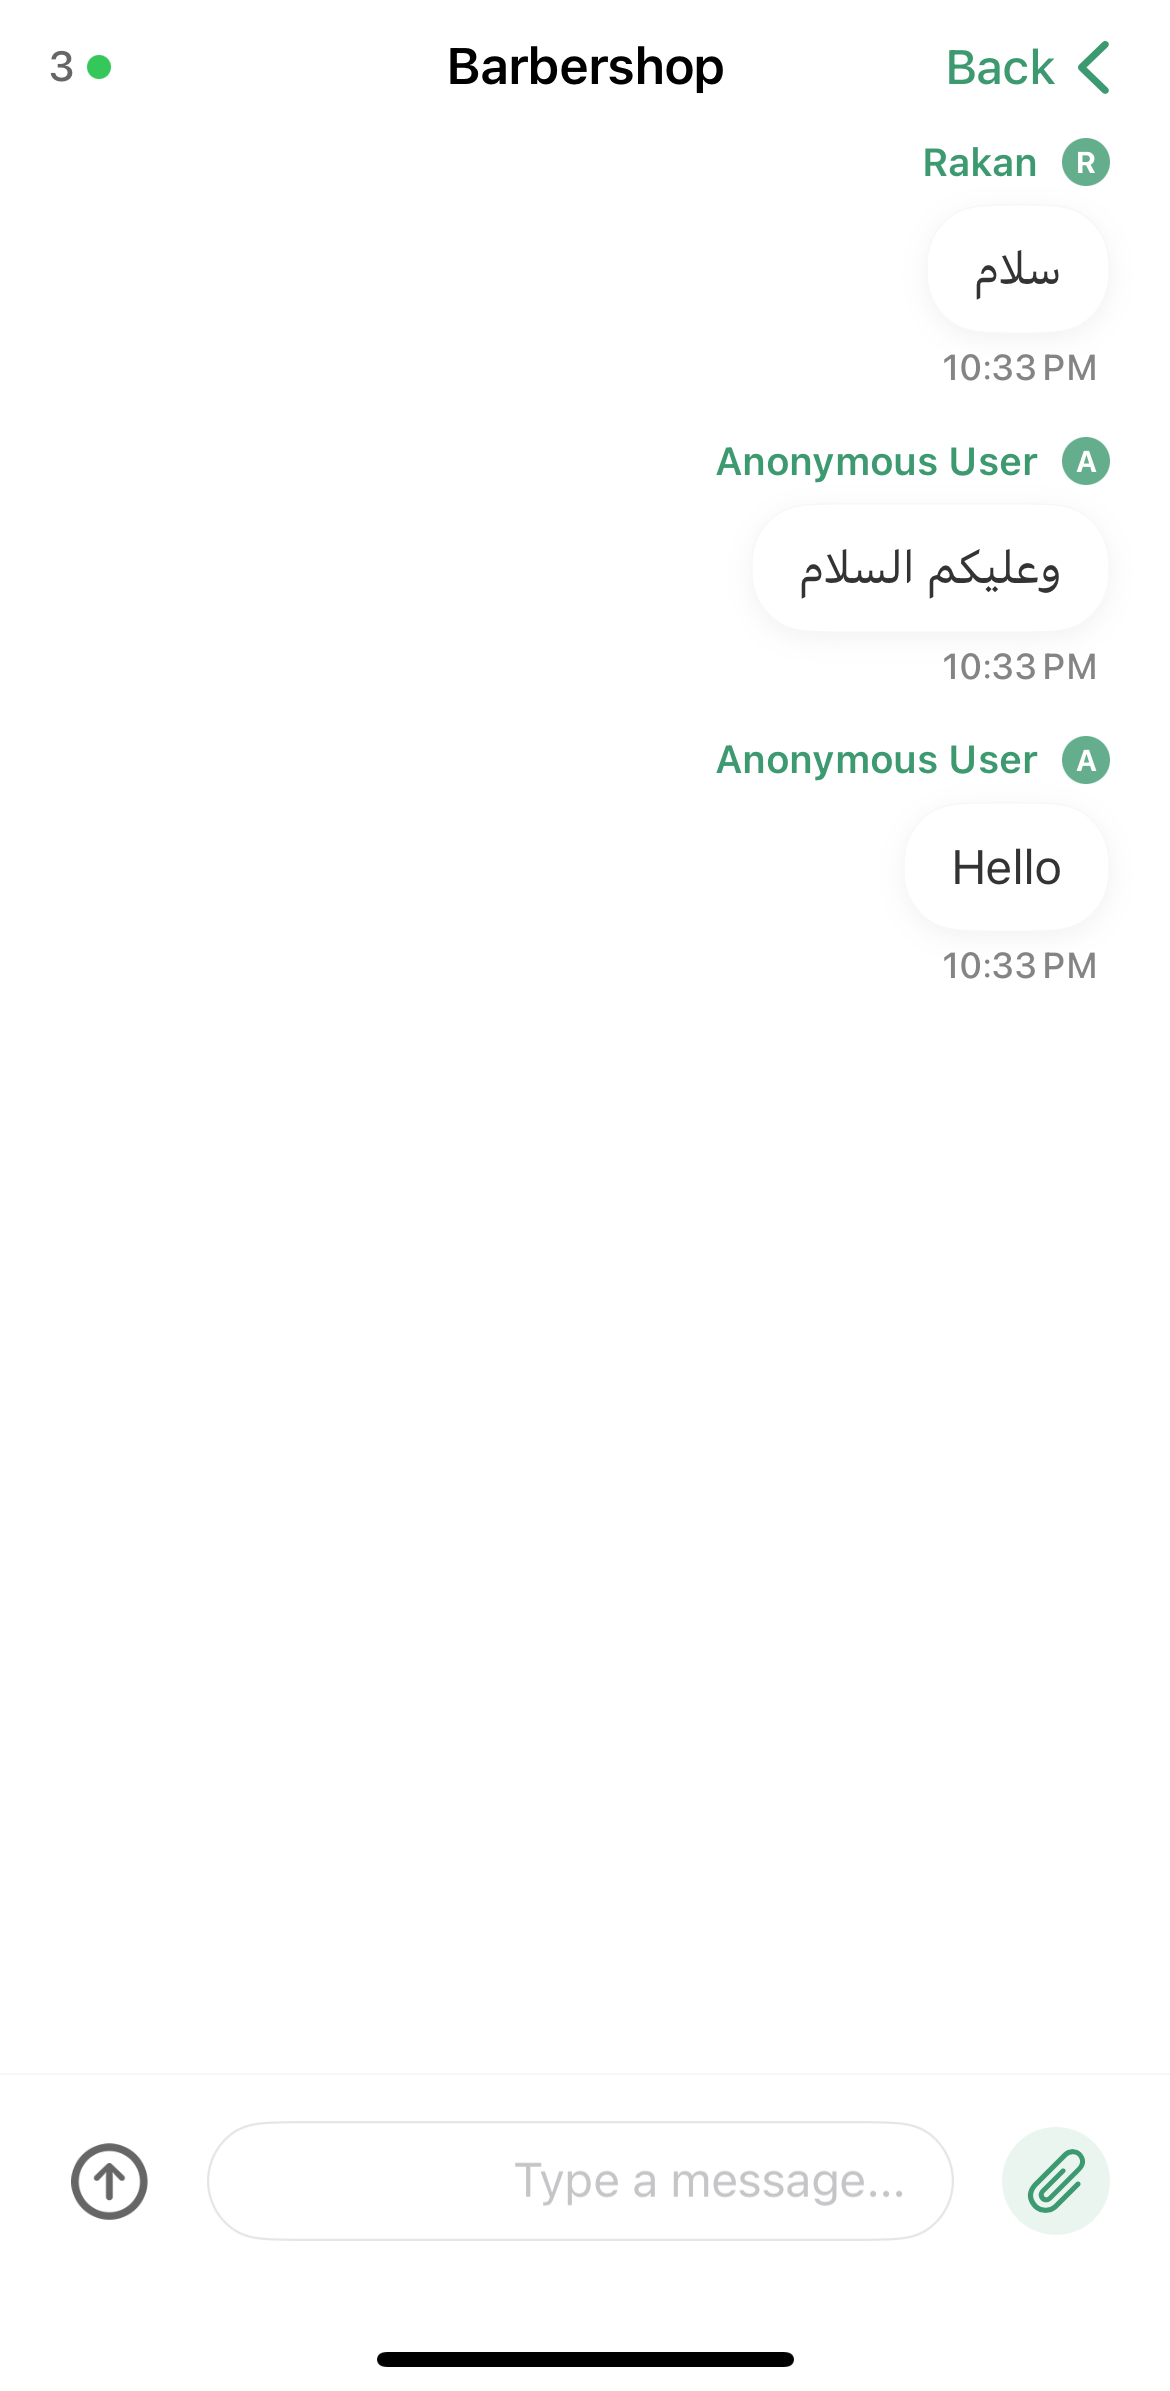 3
Barbershop
Back
Rakan R
سلام
10:33 PM
Anonymous User A
وعليكم السلام
10:33 PM
Anonymous User A
Hello
10:33 PM
Type a message...